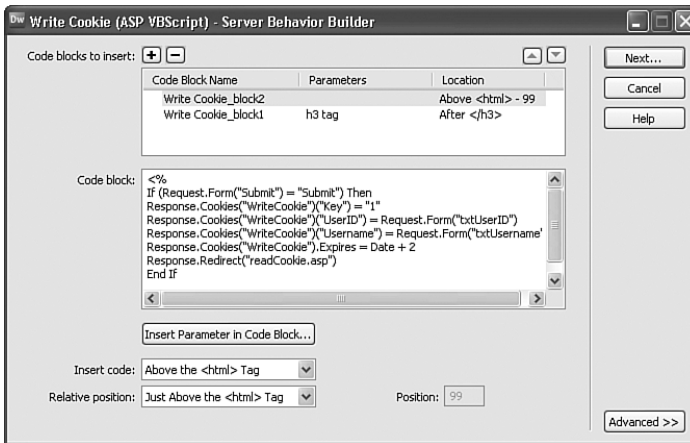 Dw Write Cookie (ASP VBScript) - Server Behavior Builder
Code blocks to insert:
Code Block Name Parameters Location
Write Cookie_block2 Above <html> - 99
Write Cookie_block1 h3 tag After </h3>
Code block:
<%
If (Request.Form("Submit") = "Submit") Then
Response.Cookies("WriteCookie")("Key") = "1"
Response.Cookies("WriteCookie")("UserID") = Request.Form("txtUserID")
Response.Cookies("WriteCookie")("Username") = Request.Form("txtUsername"
Response.Cookies("WriteCookie").Expires = Date + 2
Response.Redirect("readCookie.asp")
End If
Insert Parameter in Code Block...
Insert code: Above the <html> Tag
Relative position: Just Above the <html> Tag Position: 99
Next...
Cancel
Help
Advanced >>